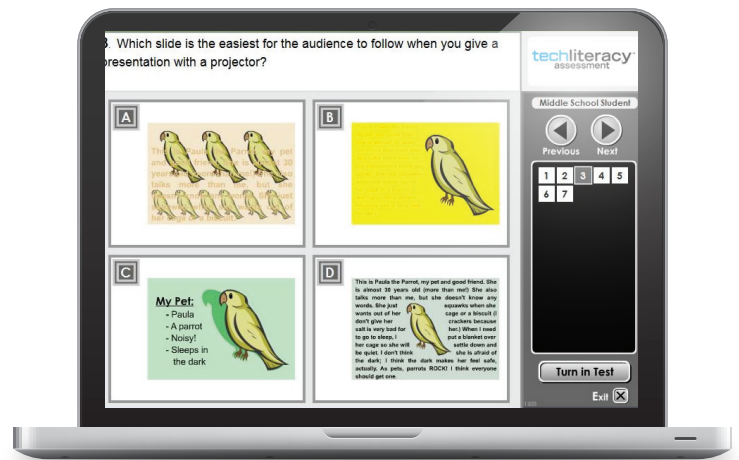 3. Which slide is the easiest for the audience to follow when you give a
presentation with a projector?
techliteracy
assessment
Middle School Student
Previous Next
1 2 3 4 5
6 7
A
B
C
My Pet:
- Paula
- A parrot
- Noisy!
- Sleeps in
the dark
D
This is Paula the Parrot, my pet and good friend. She
is almost 30 years old (more than me!) She also
talks more than me, but she doesn't know any
words. She just squawks when she
wants out of her cage or a biscuit (I
don't give her crackers because
salt is very bad for her.) When I need
to go to sleep, I put a blanket over
her cage so she will settle down and
be quiet. I don't think she is afraid of
the dark; I think the dark makes her feel safe,
actually. As pets, parrots ROCK! I think everyone
should get one
Turn in Test
Exit